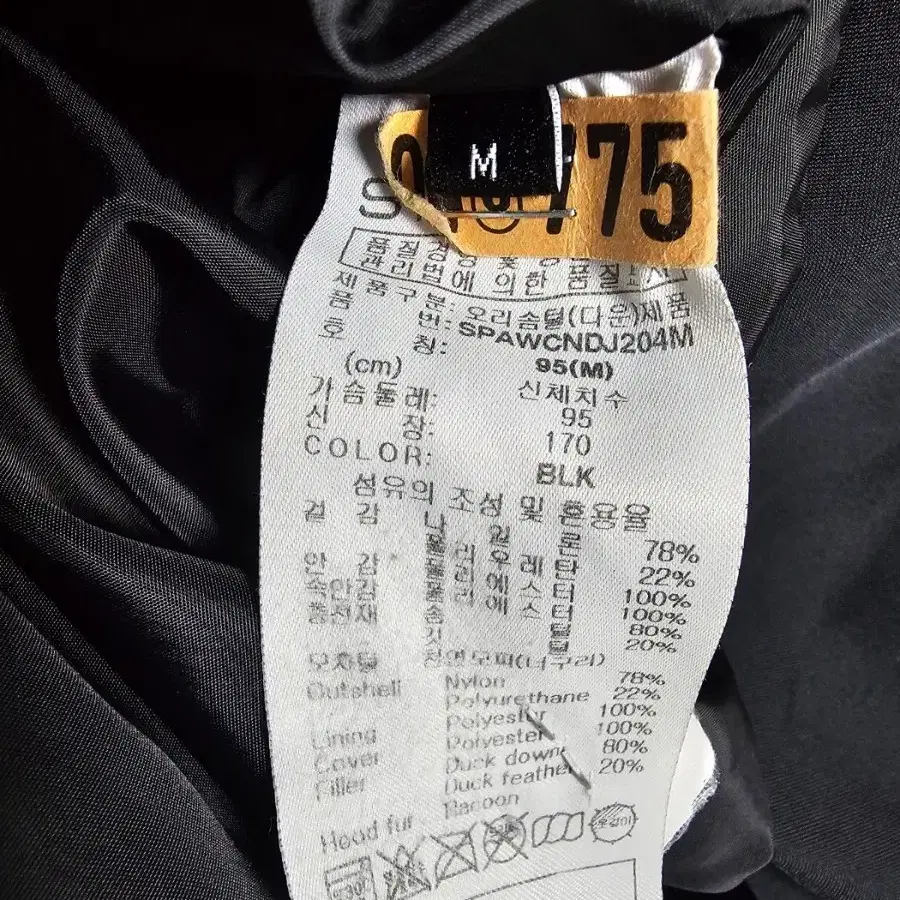 M
775
품질경영 및 공
관리법에 의한 품질표시
제품구분: 오리솜털(다운)제품
품 번: SPAWCNDJ204M
호 칭: 95(M)
(cm) 신체치수
가슴둘레: 95
신 장: 170
COLOR: BLK
섬유의 조성 및 혼용율
겉 감 나일론 78%
폴리우레탄 22%
안 감 폴리에스터 100%
속안감 폴리에스터 100%
충전재 솜털 80%
깃털 20%
모자털 천연모피(너구리)
Outshell Nylon 78%
Polyurethane 22%
Lining Polyester 100%
Cover Polyester 100%
Filler Duck down 80%
Duck feather 20%
Hood fur Racoon